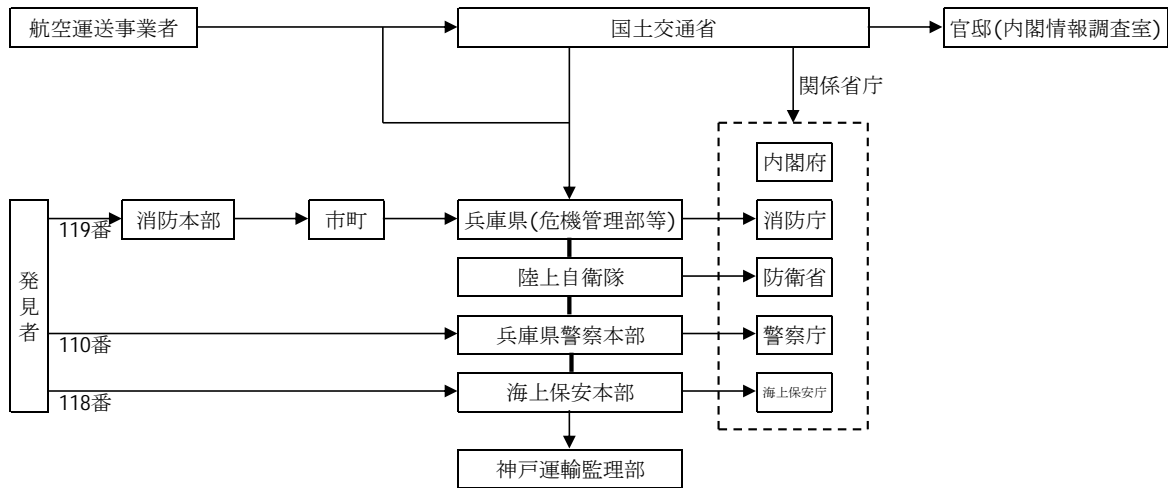 航空運送事業者
国土交通省
官邸(内閣情報調査室)
関係省庁
内閣府
発見者
119番
消防本部
市町
兵庫県(危機管理部等)
消防庁
陸上自衛隊
防衛省
110番
兵庫県警察本部
警察庁
118番
海上保安本部
海上保安庁
神戸運輸監理部